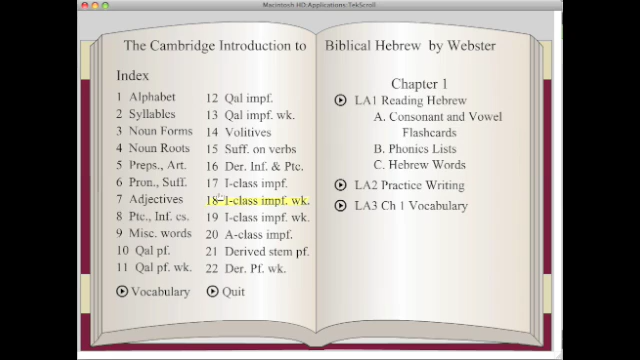 Macintosh HD:Applications:TekScroll
The Cambridge Introduction to Biblical Hebrew by Webster
Index
1 Alphabet
2 Syllables
3 Noun Forms
4 Noun Roots
5 Preps., Art.
6 Pron., Suff.
7 Adjectives
8 Ptc., Inf. cs.
9 Misc. words
10 Qal pf.
11 Qal pf. wk.
12 Qal impf.
13 Qal impf. wk.
14 Volitives
15 Suff. on verbs
16 Der. Inf. & Ptc.
17 I-class impf.
18 I-class impf. wk.
19 I-class impf. wk.
20 A-class impf.
21 Derived stem pf.
22 Der. Pf. wk.
Vocabulary
Quit
Chapter 1
LA1 Reading Hebrew
A. Consonant and Vowel
Flashcards
B. Phonics Lists
C. Hebrew Words
LA2 Practice Writing
LA3 Ch 1 Vocabulary